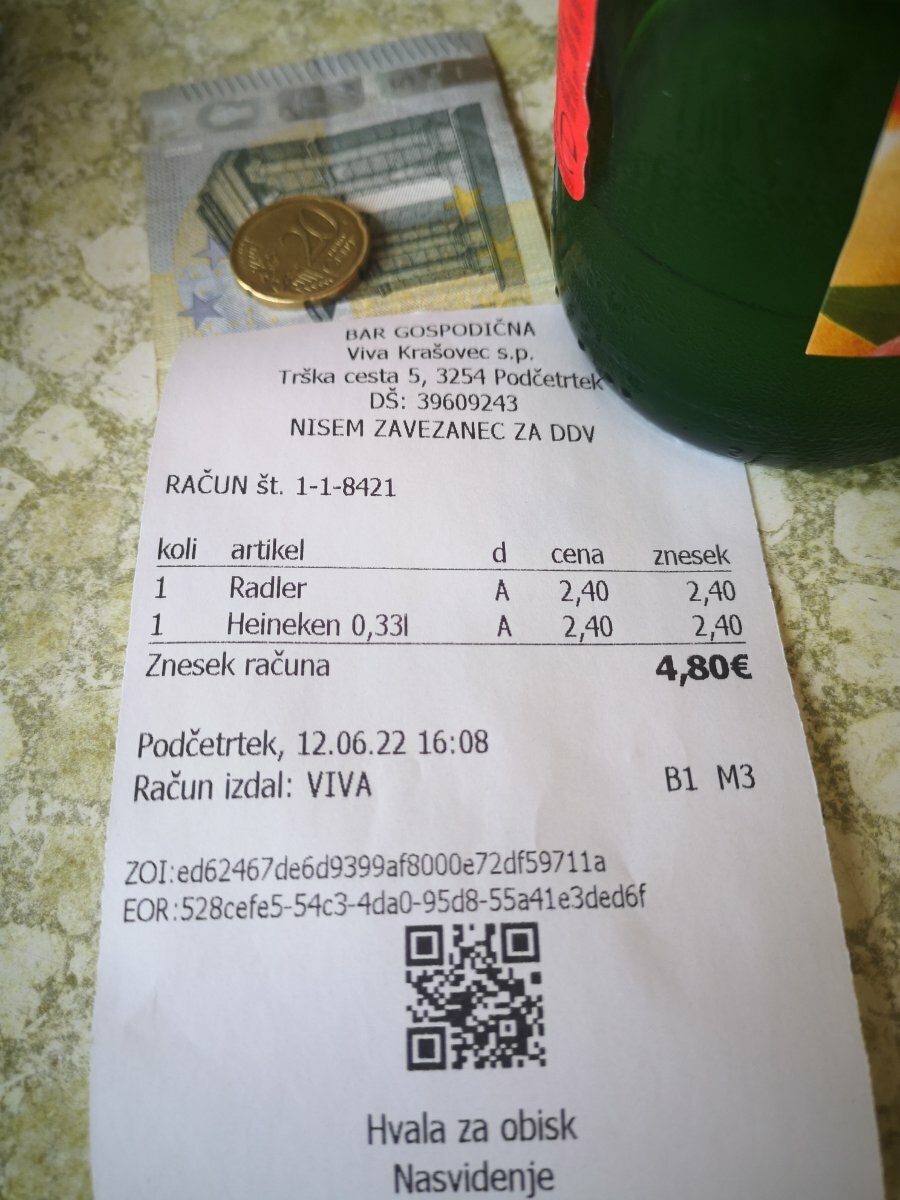 20
BAR GOSPODIČNA
Viva Krašovec s.p.
Trška cesta 5, 3254 Podčetrtek
DŠ: 39609243
NISEM ZAVEZANEC ZA DDV
RAČUN št. 1-1-8421
koli artikel d cena znesek
1 Radler A 2,40 2,40
1 Heineken 0,33l A 2,40 2,40
Znesek računa 4,80€
Podčetrtek, 12.06.22 16:08
Račun izdal: VIVA B1 M3
ZOI:ed62467de6d9399af8000e72df59711a
EOR:528cefe5-54c3-4da0-95d8-55a41e3ded6f
Hvala za obisk
Nasvidenje